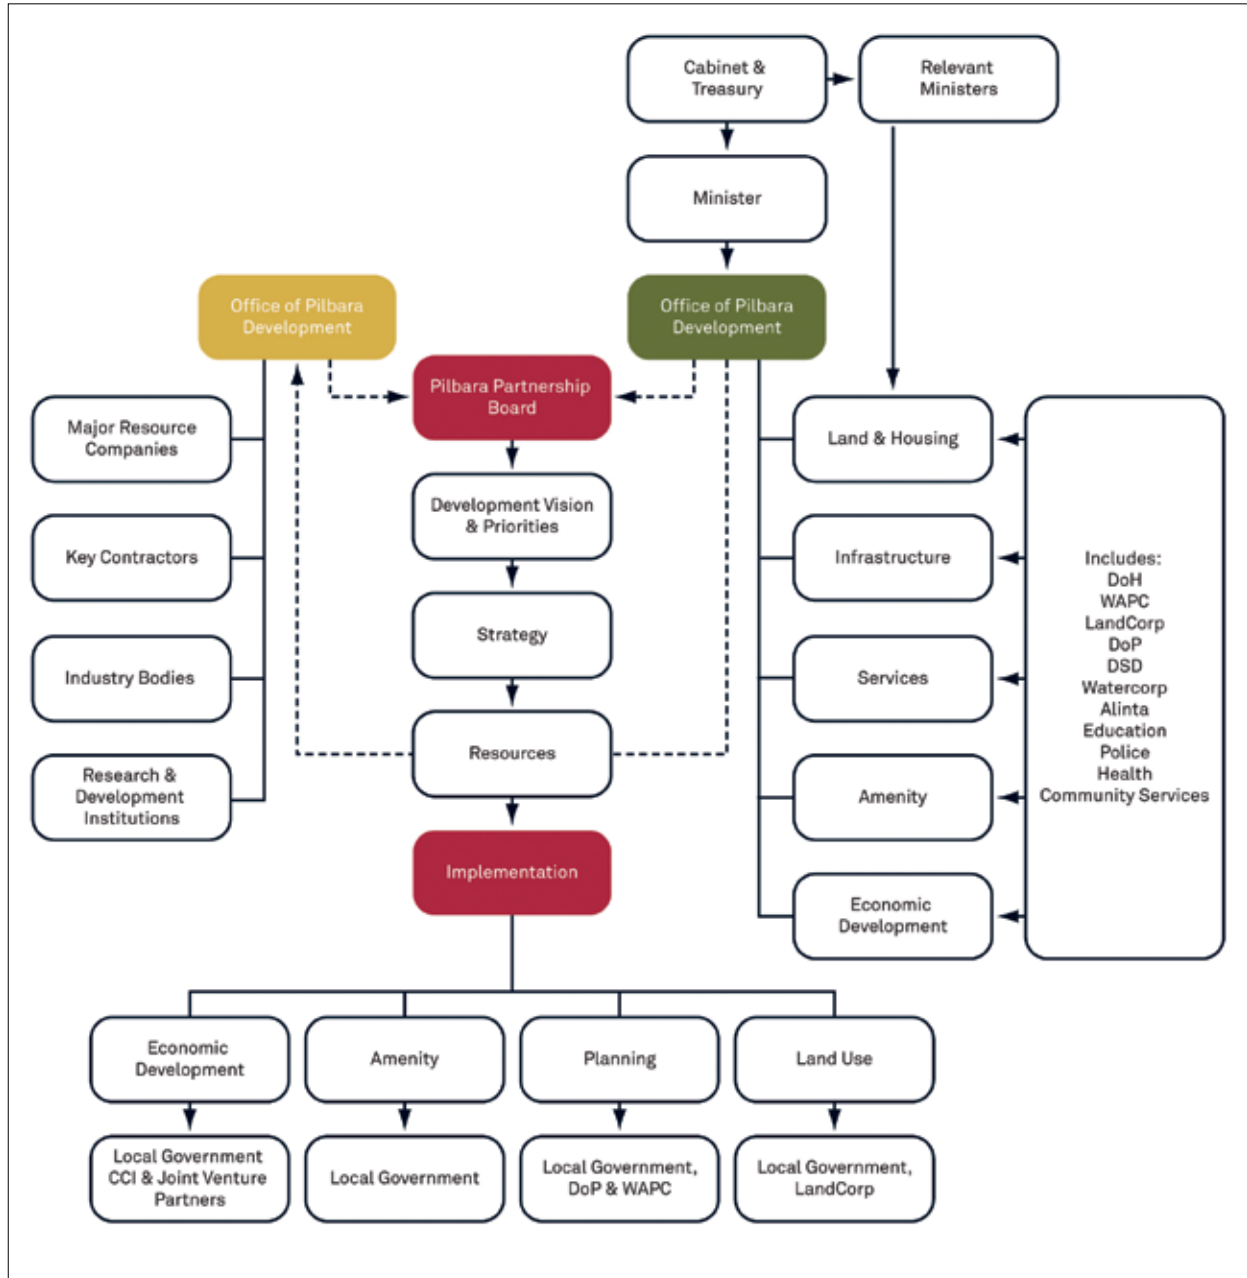 Cabinet &
Treasury
Relevant
Ministers
Minister
Office of Pilbara
Development
Office of Pilbara
Development
Pilbara Partnership
Board
Major Resource
Companies
Key Contractors
Industry Bodies
Research &
Development
Institutions
Development Vision
& Priorities
Strategy
Resources
Implementation
Land & Housing
Infrastructure
Services
Amenity
Economic
Development
Includes:
DoH
WAPC
LandCorp
DoP
DSD
Watercorp
Alinta
Education
Police
Health
Community Services
Economic
Development
Amenity
Planning
Land Use
Local Government
CCI & Joint Venture
Partners
Local Government
Local Government,
DoP & WAPC
Local Government,
LandCorp